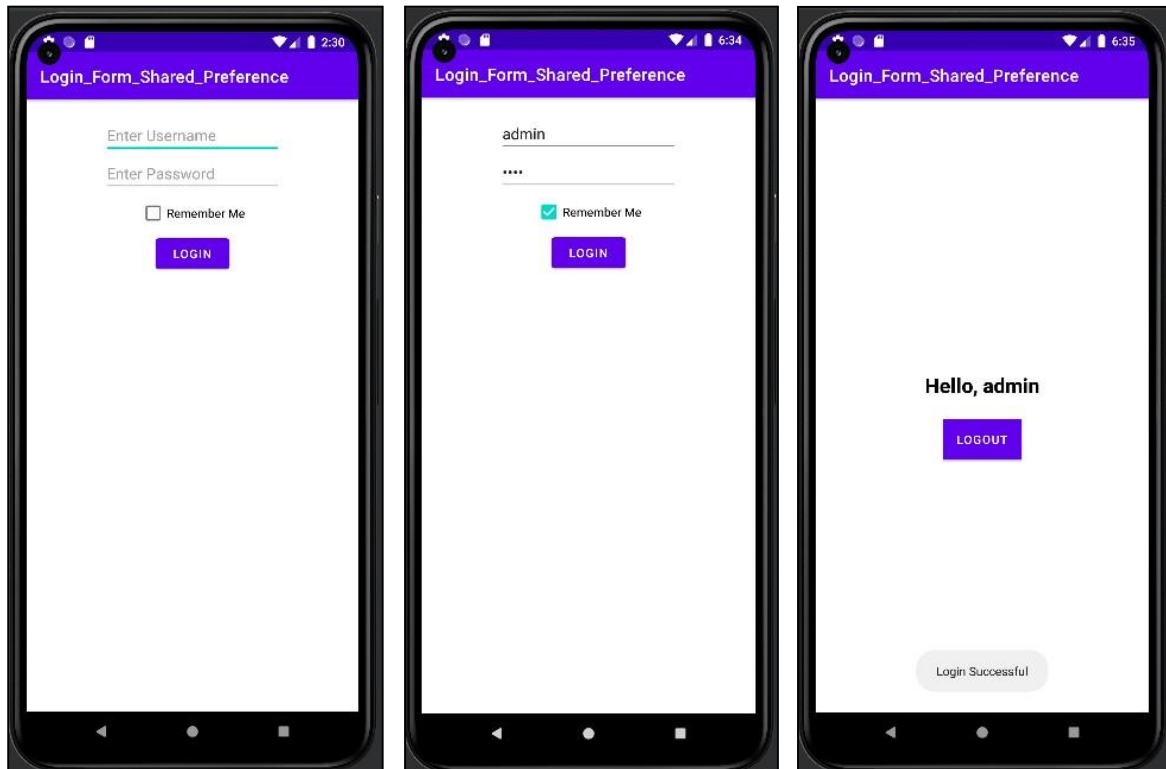 2:30
Login_Form_Shared_Preference
Enter Username
Enter Password
Remember Me
LOGIN
6:34
Login_Form_Shared_Preference
admin
••••
Remember Me
LOGIN
6:35
Login_Form_Shared_Preference
Hello, admin
LOGOUT
Login Successful